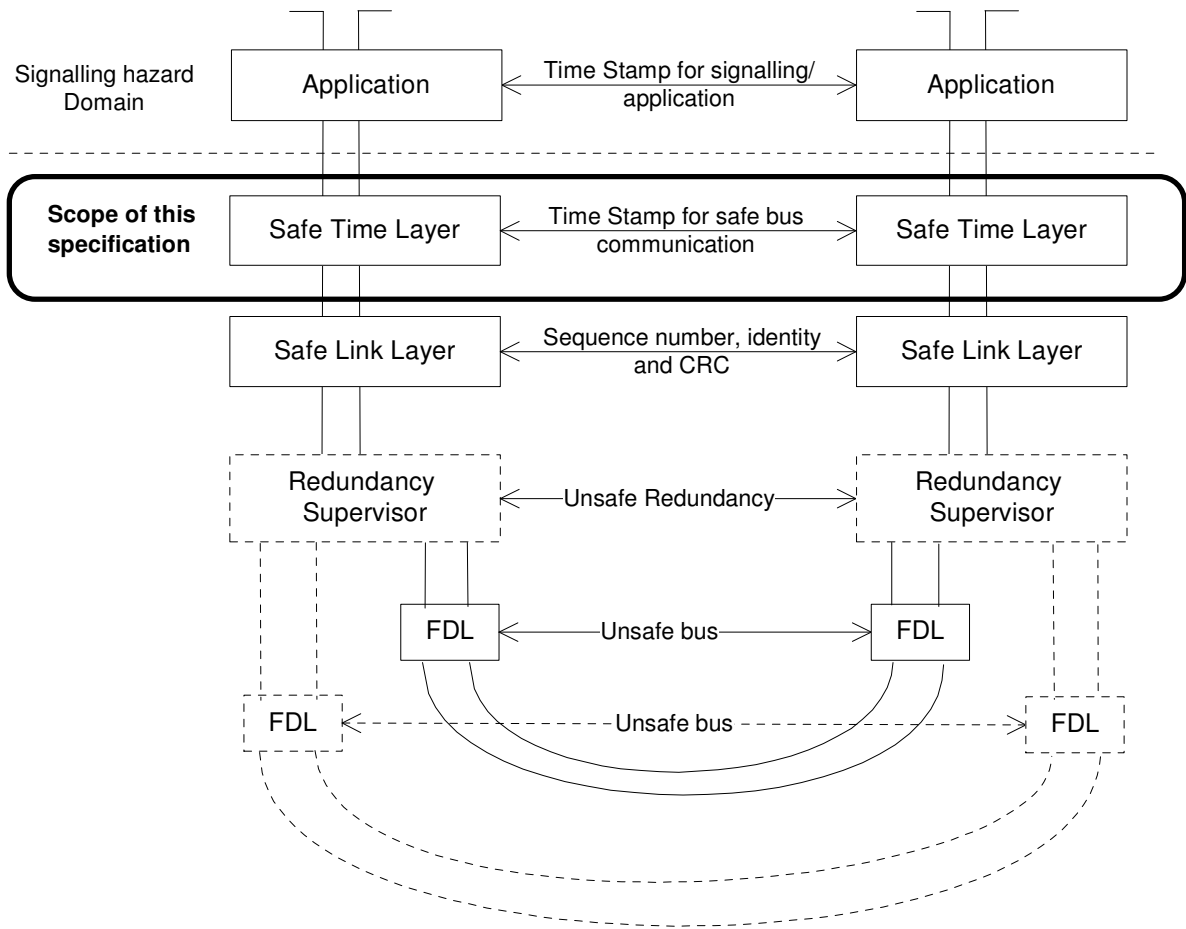 Signalling hazard
Domain
Application
Time Stamp for signalling/
application
Application
Scope of this
specification
Safe Time Layer
Time Stamp for safe bus
communication
Safe Time Layer
Safe Link Layer
Sequence number, identity
and CRC
Safe Link Layer
Redundancy
Supervisor
Unsafe Redundancy
Redundancy
Supervisor
FDL
Unsafe bus
FDL
FDL
Unsafe bus
FDL